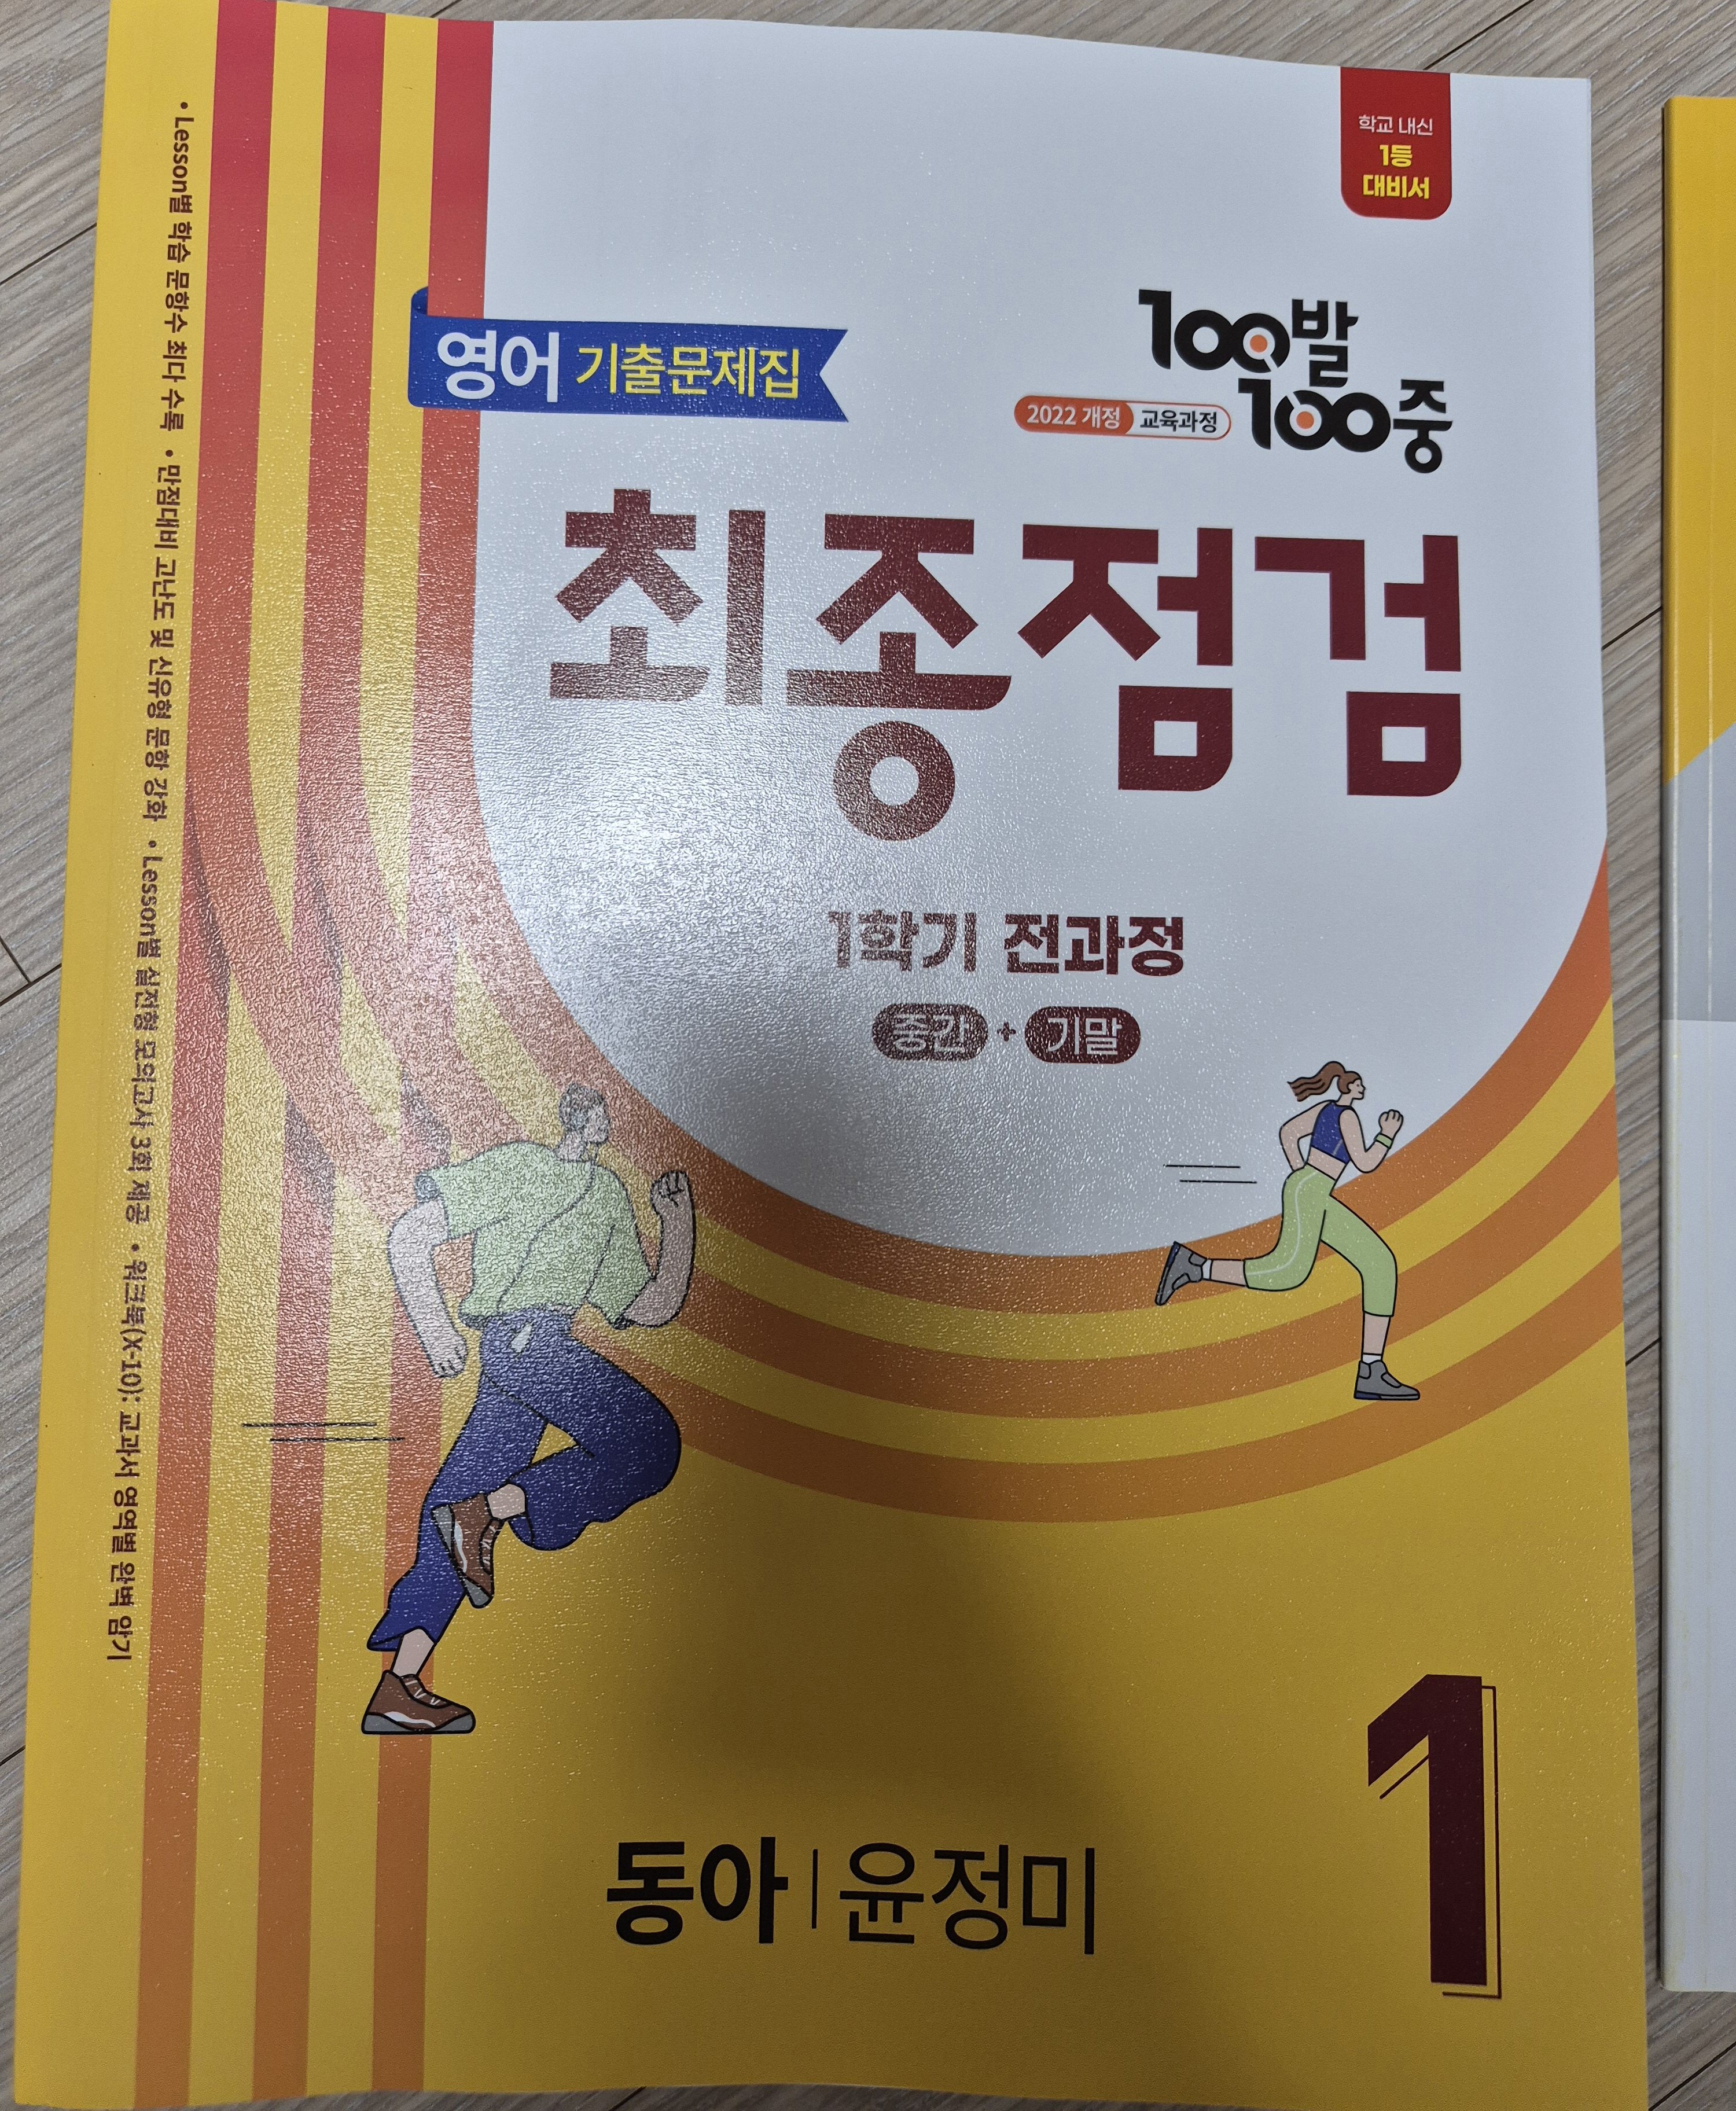 학교 내신
1등
대비서
영어 기출문제집
100발
2022 개정 교육과정 100중
최종점검
1학기 전과정
중간 + 기말
• Lesson별 학습 문항수 최다 수록 • 만점대비 고난도 및 신유형 문항 강화 • Lesson별 실전형 모의고사 3회 제공 • 워크북(X-10): 교과서 영역별 완벽 암기
동아 | 윤정미
1